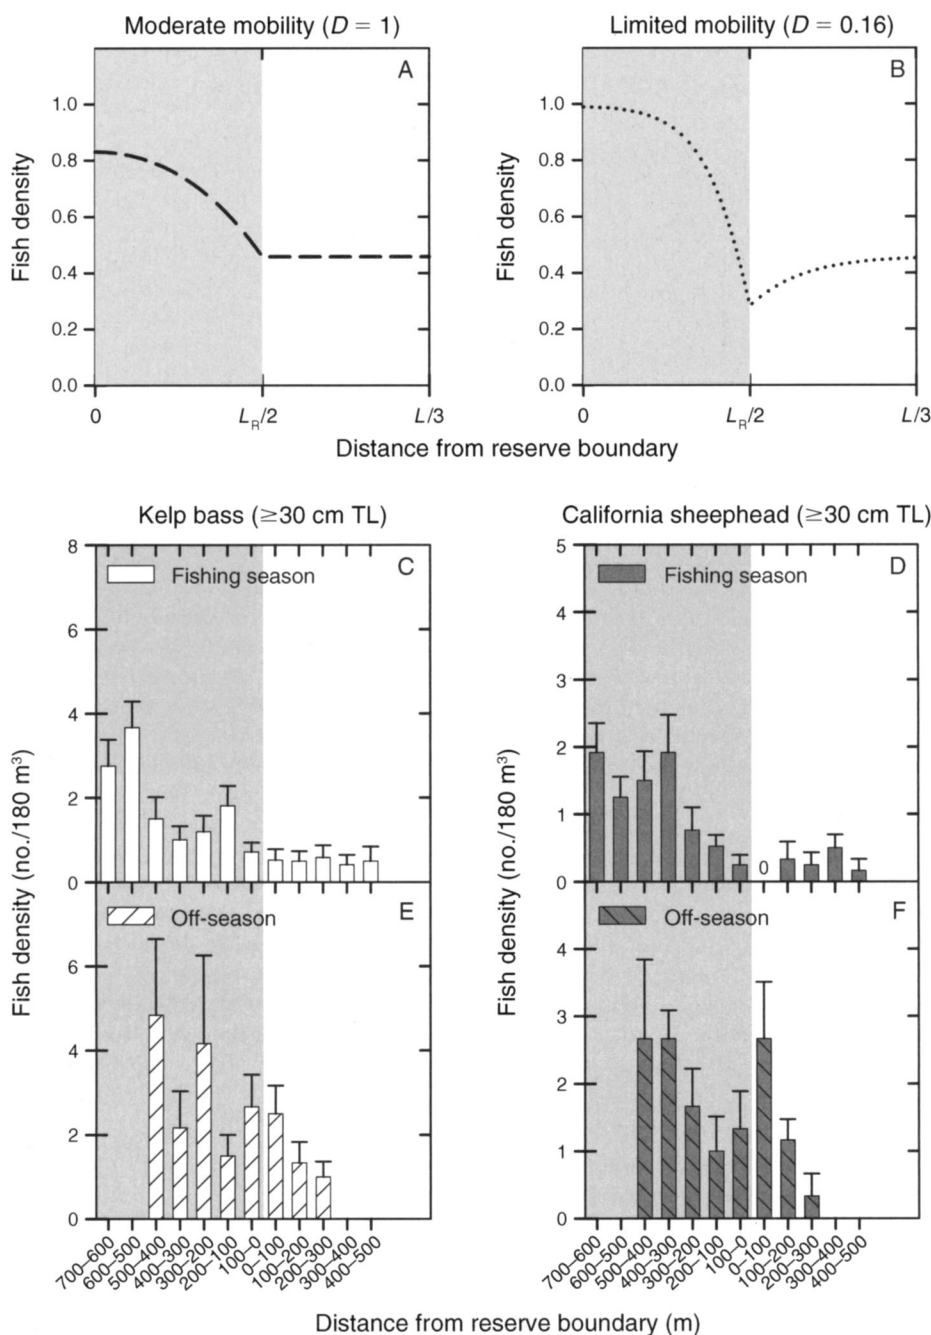 Moderate mobility (D = 1)
A
1.0
0.8
0.6
0.4
0.2
0.0
Fish density
0
L_R/2
L/3
Limited mobility (D = 0.16)
B
1.0
0.8
0.6
0.4
0.2
0.0
Fish density
0
L_R/2
L/3
Distance from reserve boundary
Kelp bass (≥30 cm TL)
8
6
4
2
0
Fishing season
C
California sheephead (≥30 cm TL)
5
4
3
2
1
0
Fishing season
D
0
Fish density (no./180 m³)
Off-season
E
6
4
2
0
700–600
600–500
500–400
400–300
300–200
200–100
100–0
0–100
100–200
200–300
300–400
400–500
Fish density (no./180 m³)
Off-season
F
4
3
2
1
0
700–600
600–500
500–400
400–300
300–200
200–100
100–0
0–100
100–200
200–300
300–400
400–500
Distance from reserve boundary (m)